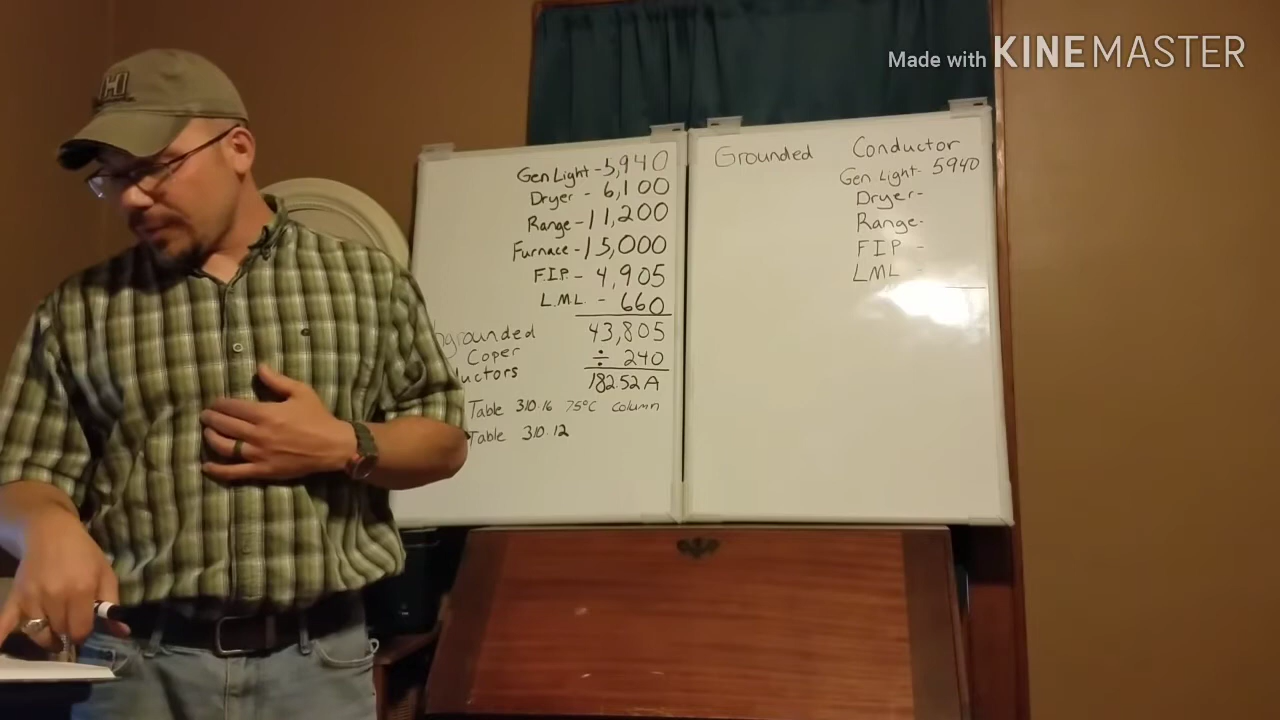 Made with KINEMASTER
H
Gen Light - 5,940
Dryer - 6,100
Range - 11,200
Furnace - 15,000
F.I.P. - 4,905
L.M.L. - 660
43,805
÷ 240
182.52A
grounded
Coper
uctors
Table 310.16 75°C Column
Table 310.12
Grounded Conductor
Gen Light - 5940
Dryer -
Range -
FIP -
LML -